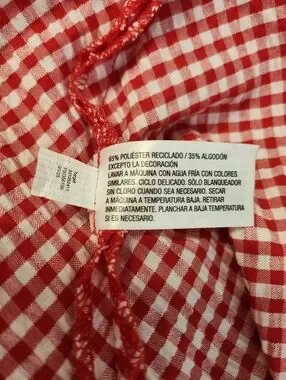 65% POLIÉSTER RECICLADO / 35% ALGODÓN
EXCEPTO LA DECORACIÓN
LAVAR A MÁQUINA CON AGUA FRÍA CON COLORES
SIMILARES. CICLO DELICADO. SÓLO BLANQUEADOR
SIN CLORO CUANDO SEA NECESARIO. SECAR
A MÁQUINA A TEMPERATURA BAJA. RETIRAR
INMEDIATAMENTE. PLANCHAR A BAJA TEMPERATURA
SI ES NECESARIO.
Target